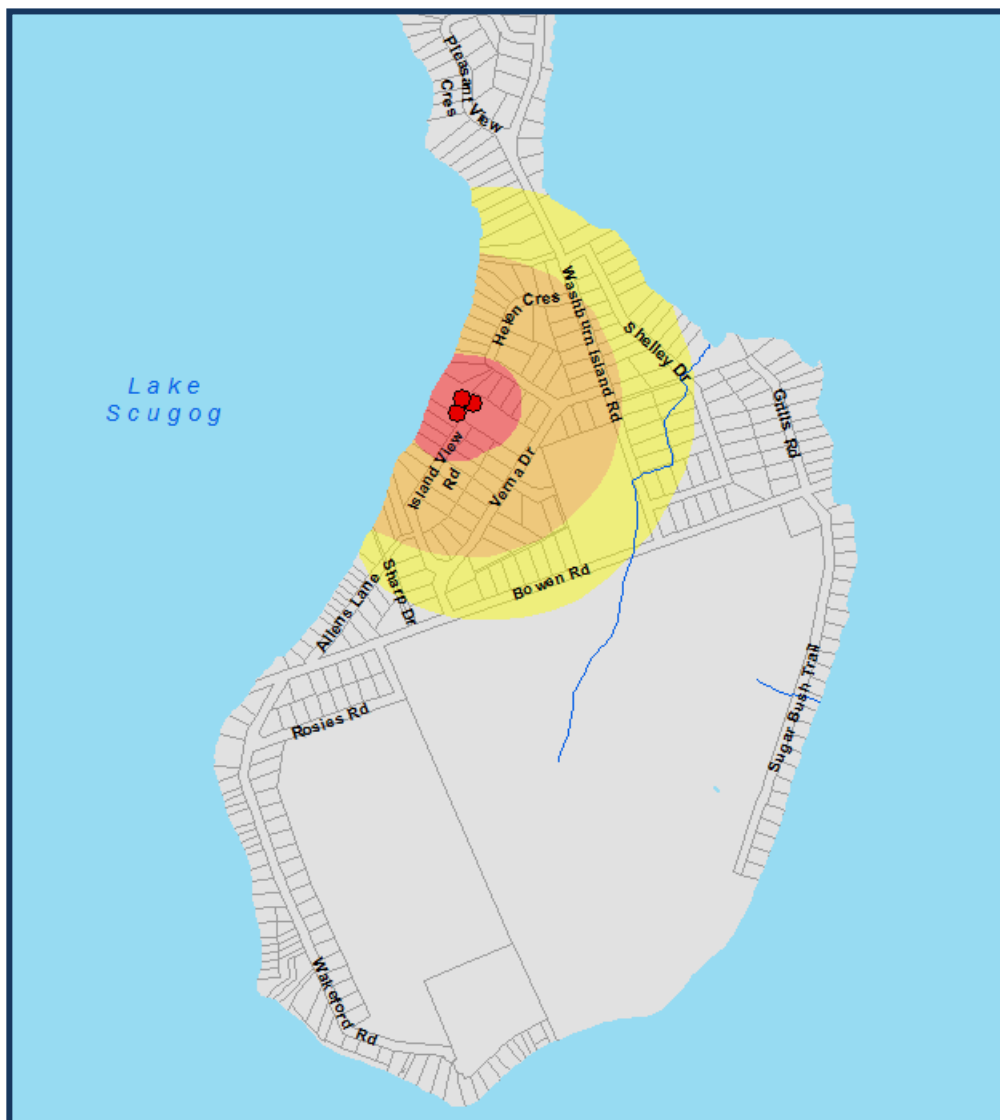 Pleasant View
Cres
Washburn Island Rd
Helen Cres
Shelley Dr
Lake
Scugog
Grills Rd
Island View
Rd
Verna Dr
Sharp Dr
Bowen Rd
Allens Lane
Sugar Bush Trail
Rosies Rd
Wakeford Rd